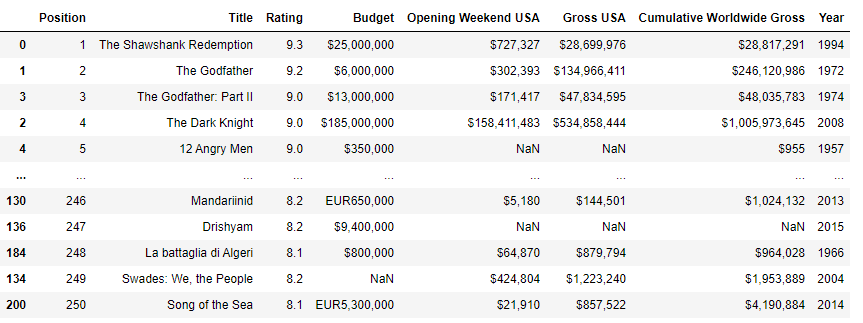 Position Title Rating Budget Opening Weekend USA Gross USA Cumulative Worldwide Gross Year
0 1 The Shawshank Redemption 9.3 $25,000,000 $727,327 $28,699,976 $28,817,291 1994
1 2 The Godfather 9.2 $6,000,000 $302,393 $134,966,411 $246,120,986 1972
3 3 The Godfather: Part II 9.0 $13,000,000 $171,417 $47,834,595 $48,035,783 1974
2 4 The Dark Knight 9.0 $185,000,000 $158,411,483 $534,858,444 $1,005,973,645 2008
4 5 12 Angry Men 9.0 $350,000 NaN NaN $955 1957
... ... ... ... ... ... ... ... ...
130 246 Mandariinid 8.2 EUR650,000 $5,180 $144,501 $1,024,132 2013
136 247 Drishyam 8.2 $9,400,000 NaN NaN NaN 2015
184 248 La battaglia di Algeri 8.1 $800,000 $64,870 $879,794 $964,028 1966
134 249 Swades: We, the People 8.2 NaN $424,804 $1,223,240 $1,953,889 2004
200 250 Song of the Sea 8.1 EUR5,300,000 $21,910 $857,522 $4,190,884 2014